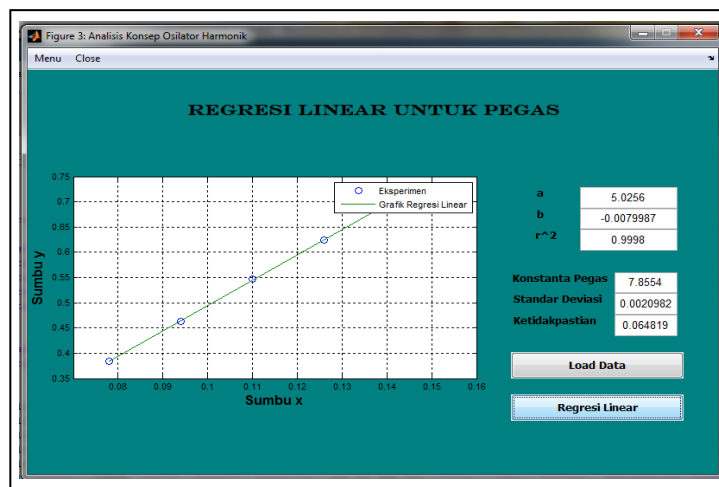 Figure 3: Analisis Konsep Osilator Harmonik
Menu Close
REGRESI LINEAR UNTUK PEGAS
0.75
0.7
0.65
0.6
0.55
0.5
0.45
0.4
0.35
Sumbu y
Eksperimen
Grafik Regresi Linear
0.08 0.09 0.1 0.11 0.12 0.13 0.14 0.15 0.16
Sumbu x
a 5.0256
b -0.0079987
r^2 0.9998
Konstanta Pegas 7.8554
Standar Deviasi 0.0020982
Ketidakpastian 0.064819
Load Data
Regresi Linear